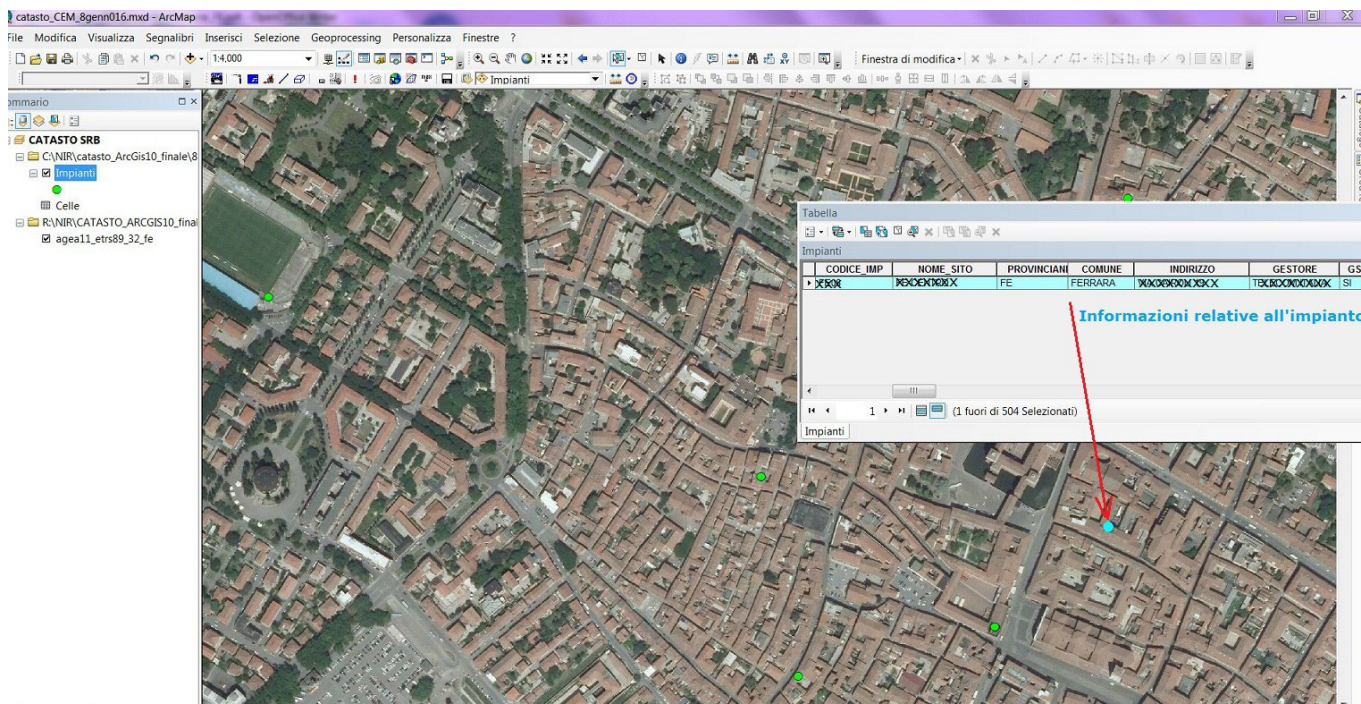 catasto_CEM_8genn016.mxd - ArcMap
File Modifica Visualizza Segnalibri Inserisci Selezione Geoprocessing Personalizza Finestre ?
1:4,000
Finestra di modifica
Impianti
ommario
CATASTO SRB
C:\NIR\catasto_ArcGis10_finale\8
Impianti
Celle
R:\NIR\CATASTO_ARCGIS10_final
agea11_etrs89_32_fe
Tabella
Impianti
CODICE_IMP NOME_SITO PROVINCIANI COMUNE INDIRIZZO GESTORE GS
FE FERRARA SI
Informazioni relative all'impianto
1 (1 fuori di 504 Selezionati)
Impianti